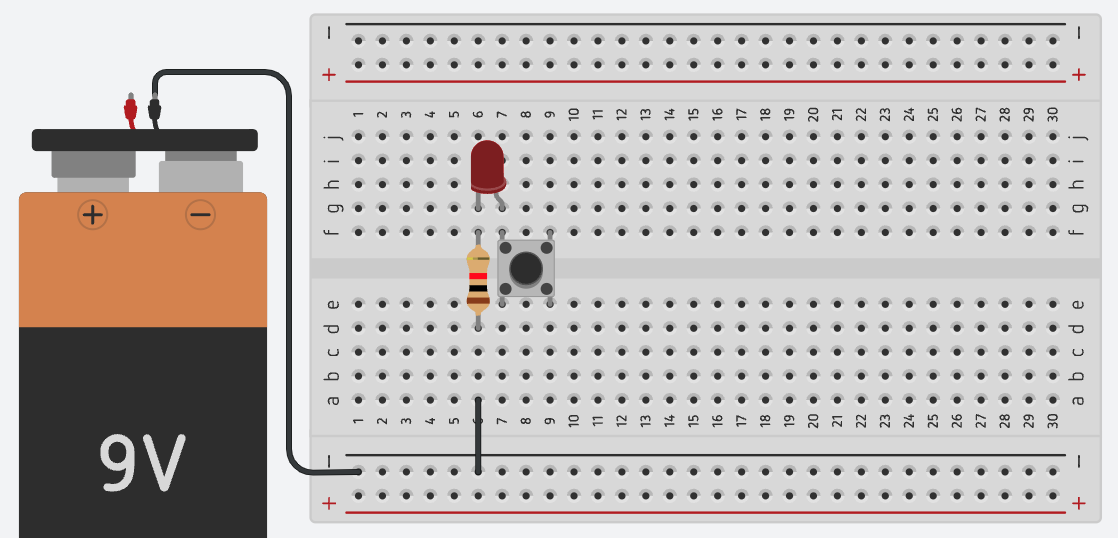 − −
+ +
1 2 3 4 5 6 7 8 9 10 11 12 13 14 15 16 17 18 19 20 21 22 23 24 25 26 27 28 29 30
j j
i i
h h
g g
f f
+ −
e e
d d
c c
b b
a a
1 2 3 4 5 6 7 8 9 10 11 12 13 14 15 16 17 18 19 20 21 22 23 24 25 26 27 28 29 30
9V
− −
+ +